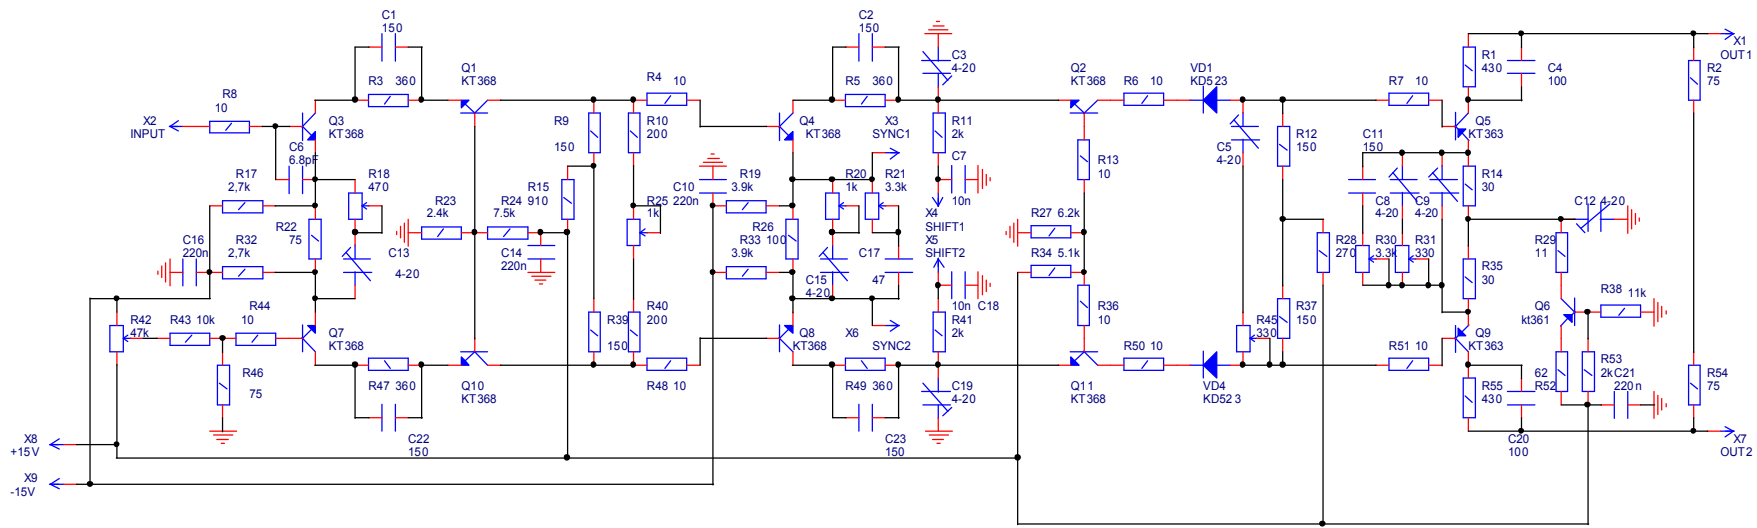 C1
150
R3 360
Q1
KT368
R8
10
X2
INPUT
Q3
KT368
C6
6.8pF
R17
2,7k
R18
470
R22
75
R32
2,7k
C16
220n
C13
4-20
R23
2.4k
R24
7.5k
R15
910
C14
220n
R9
150
R10
200
R4
10
R25
1k
R39
150
R40
200
R48 10
R42
47k
R43 10k
R44
10
Q7
KT368
R46
75
R47 360
C22
150
Q10
KT368
X8
+15V
X9
-15V
C2
150
R5 360
Q4
KT368
X3
SYNC1
C10
220n
R19
3.9k
R20
1k
R21
3.3k
R26
100
R33
3.9k
C15
4-20
C17
47
Q8
KT368
X6
SYNC2
R49 360
C23
150
C3
4-20
R11
2k
C7
10n
X4
SHIFT1
X5
SHIFT2
10n
C18
R41
2k
C19
4-20
Q2
KT368
R6 10
VD1
KD523
R13
10
R27 6.2k
R34 5.1k
R36
10
Q11
KT368
R50 10
VD4
KD523
C5
4-20
R12
150
R45
330
R37
150
R28
270
R7 10
Q5
KT363
C11
150
C8
4-20
C9
4-20
R14
30
R30
3.3k
R31
330
R35
30
R51 10
Q9
KT363
R55
430
R1
430
C4
100
R2
75
X1
OUT1
C12 4-20
R29
11
Q6
kt361
R38
11k
62
R52
R53
2k
C21
220n
R54
75
C20
100
X7
OUT2